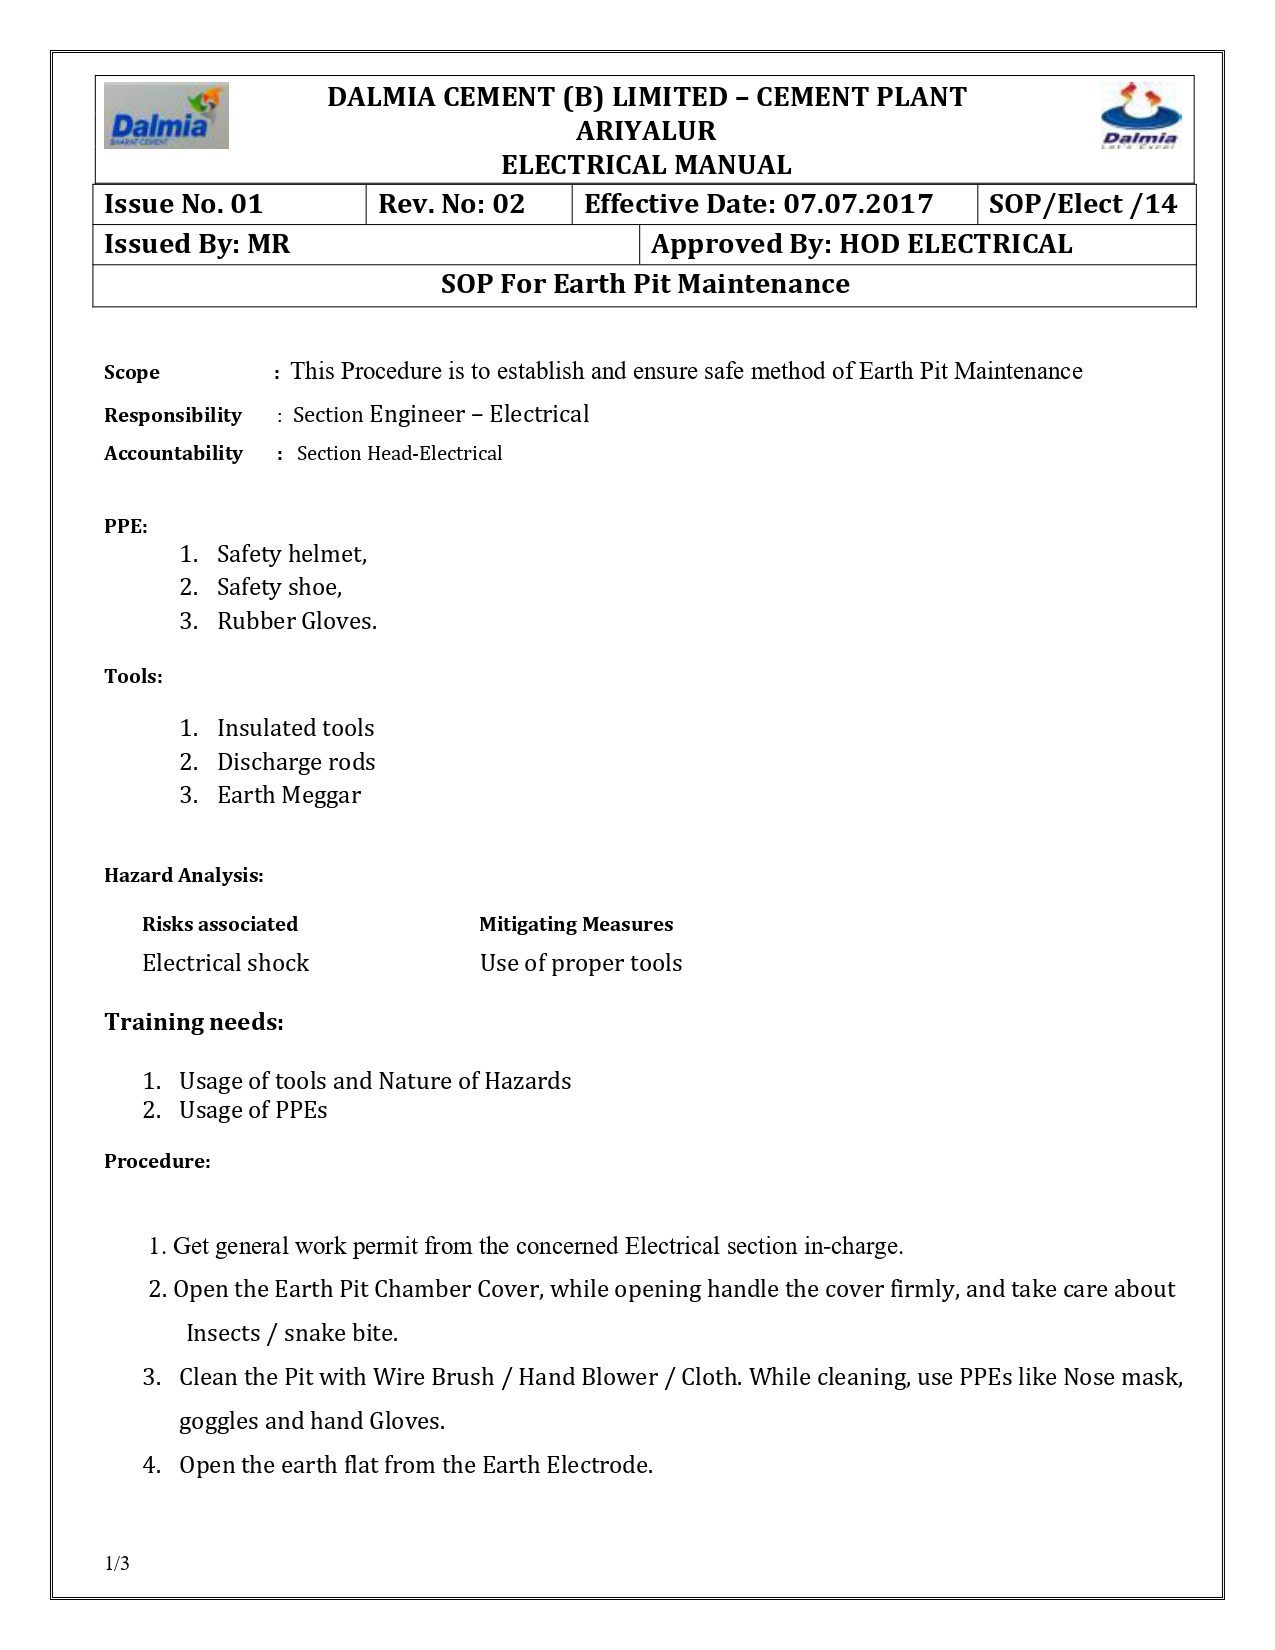 Dalmia
BHARAT CEMENT
DALMIA CEMENT (B) LIMITED – CEMENT PLANT
ARIYALUR
ELECTRICAL MANUAL
Dalmia
Let's Excel
Issue No. 01 Rev. No: 02 Effective Date: 07.07.2017 SOP/Elect /14
Issued By: MR Approved By: HOD ELECTRICAL
SOP For Earth Pit Maintenance
Scope : This Procedure is to establish and ensure safe method of Earth Pit Maintenance
Responsibility : Section Engineer – Electrical
Accountability : Section Head-Electrical
PPE:
1. Safety helmet,
2. Safety shoe,
3. Rubber Gloves.
Tools:
1. Insulated tools
2. Discharge rods
3. Earth Meggar
Hazard Analysis:
Risks associated Mitigating Measures
Electrical shock Use of proper tools
Training needs:
1. Usage of tools and Nature of Hazards
2. Usage of PPEs
Procedure:
1. Get general work permit from the concerned Electrical section in-charge.
2. Open the Earth Pit Chamber Cover, while opening handle the cover firmly, and take care about
Insects / snake bite.
3. Clean the Pit with Wire Brush / Hand Blower / Cloth. While cleaning, use PPEs like Nose mask,
goggles and hand Gloves.
4. Open the earth flat from the Earth Electrode.
1/3